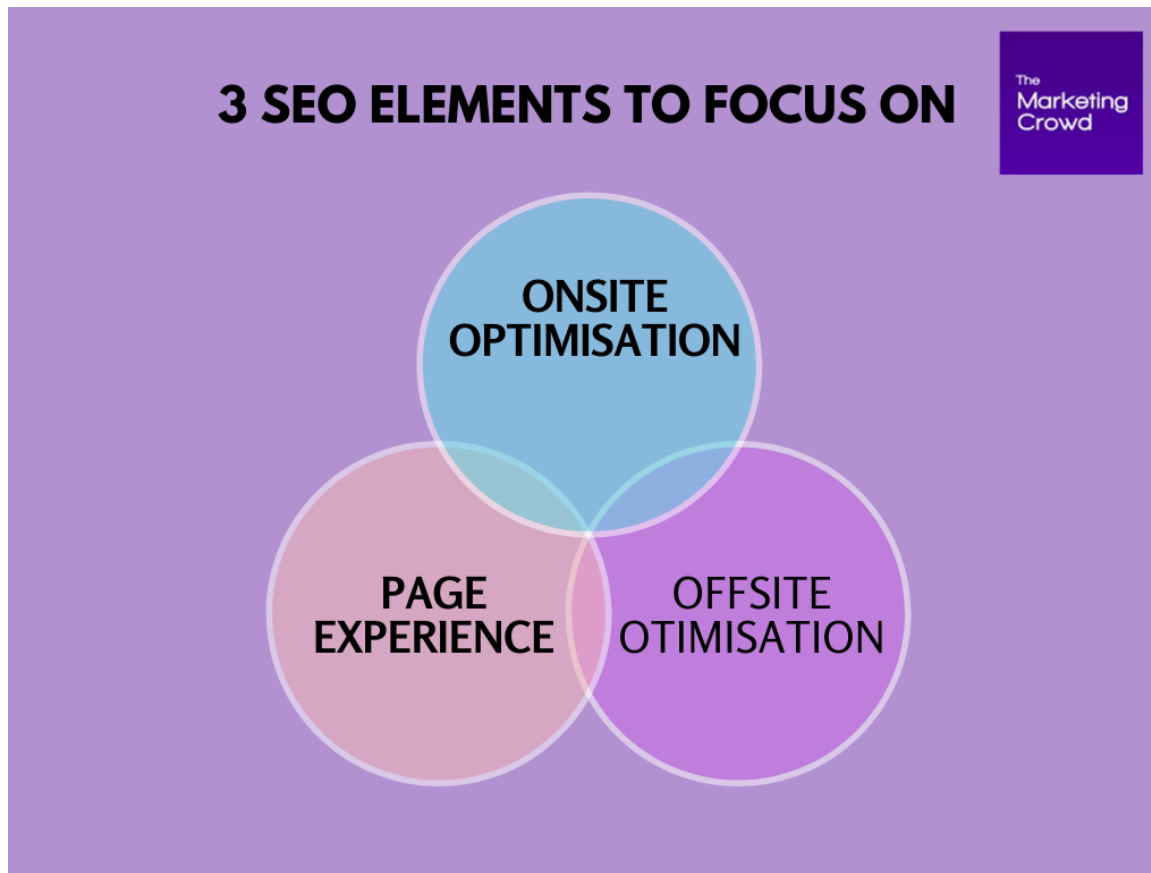 3 SEO ELEMENTS TO FOCUS ON
The
Marketing
Crowd
ONSITE
OPTIMISATION
PAGE
EXPERIENCE
OFFSITE
OTIMISATION